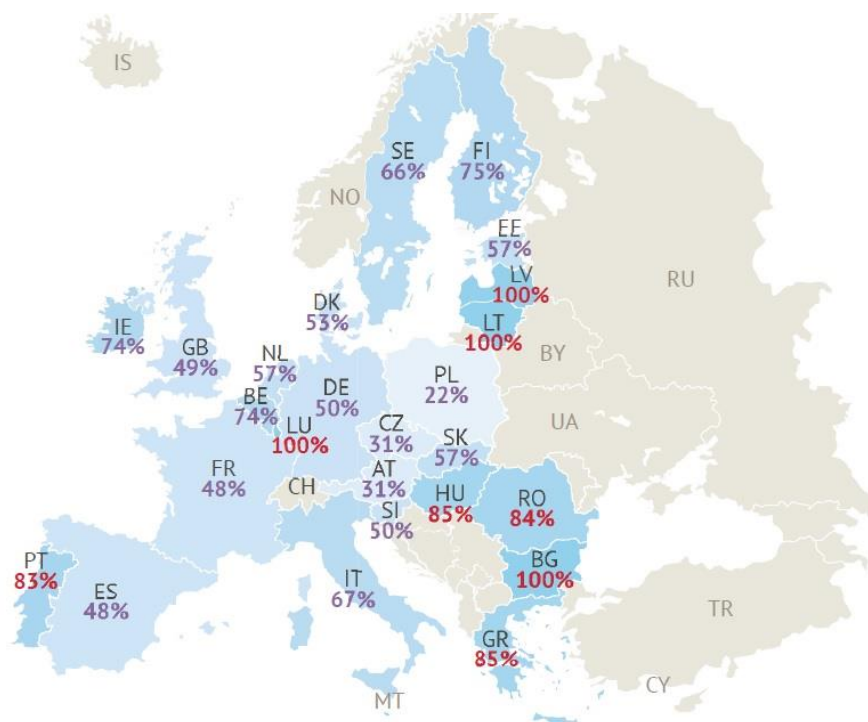 IS
SE
66%
FI
75%
NO
EE
57%
LV
100%
RU
DK
53%
LT
100%
IE
74%
GB
49%
NL
57%
BY
PL
22%
DE
50%
BE
74%
LU
100%
CZ
31%
SK
57%
UA
FR
48%
AT
31%
CH
HU
85%
RO
84%
SI
50%
PT
83%
BG
100%
ES
48%
IT
67%
TR
GR
85%
CY
MT